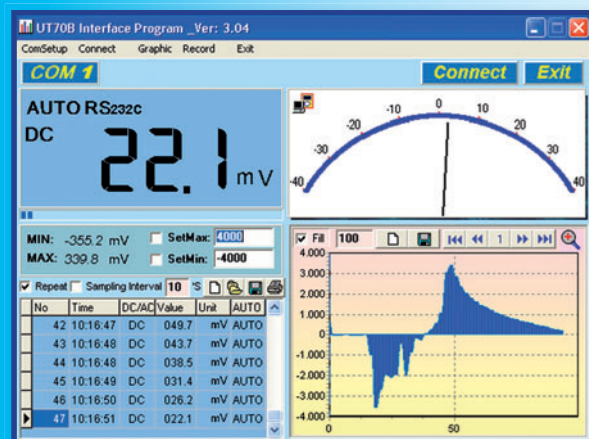 UT70B Interface Program _Ver: 3.04
ComSetup Connect Graphic Record Exit
COM 1
Connect Exit
AUTO RS232C
DC
22.1 mV
-40 -30 -20 -10 0 10 20 30 40
MIN: -355.2 mV SetMax: 4000
MAX: 339.8 mV SetMin: -4000
Repeat Sampling Interval 10 'S
No Time DC/AC Value Unit AUTO
42 10:16:47 DC 049.7 mV AUTO
43 10:16:48 DC 043.7 mV AUTO
44 10:16:48 DC 038.5 mV AUTO
45 10:16:49 DC 031.4 mV AUTO
46 10:16:50 DC 026.2 mV AUTO
47 10:16:51 DC 022.1 mV AUTO
Fill 100 1
4.000
3.000
2.000
1.000
0
-1.000
-2.000
-3.000
-4.000
0 50